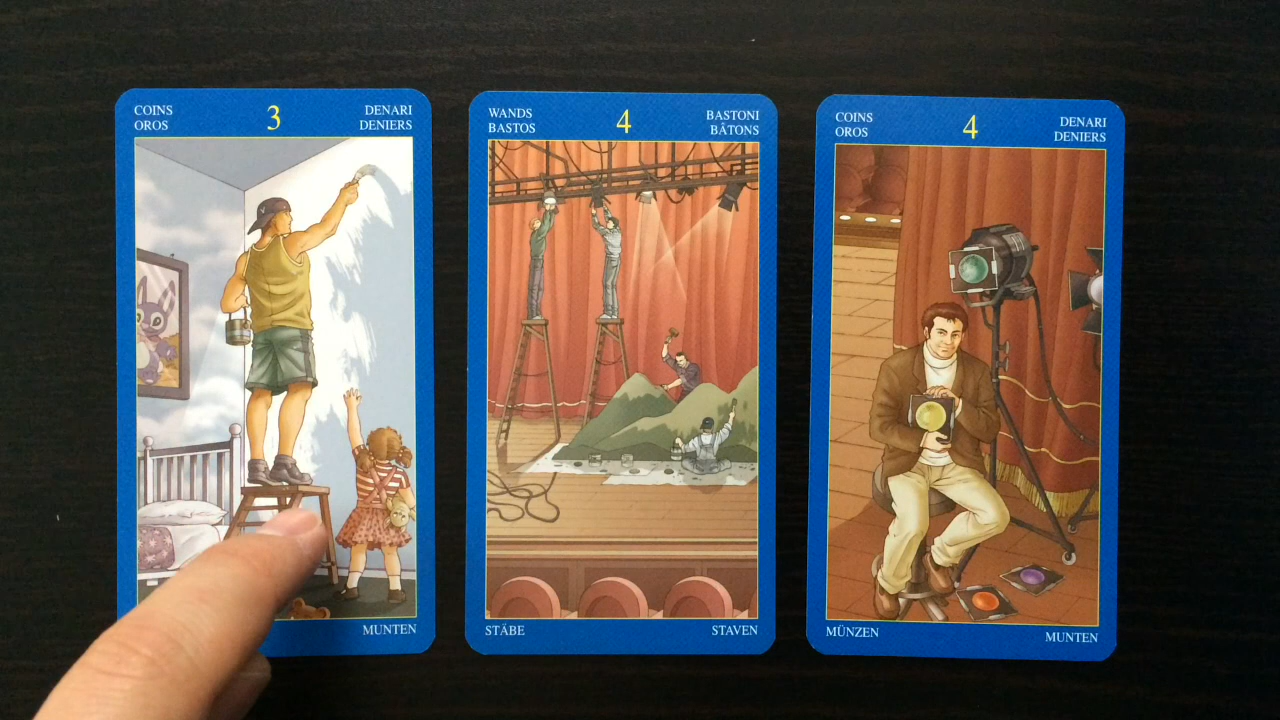 COINS 3 DENARI
OROS DENIERS
MUNTEN
WANDS 4 BASTONI
BASTOS BÂTONS
STÄBE STAVEN
COINS 4 DENARI
OROS DENIERS
MÜNZEN MUNTEN